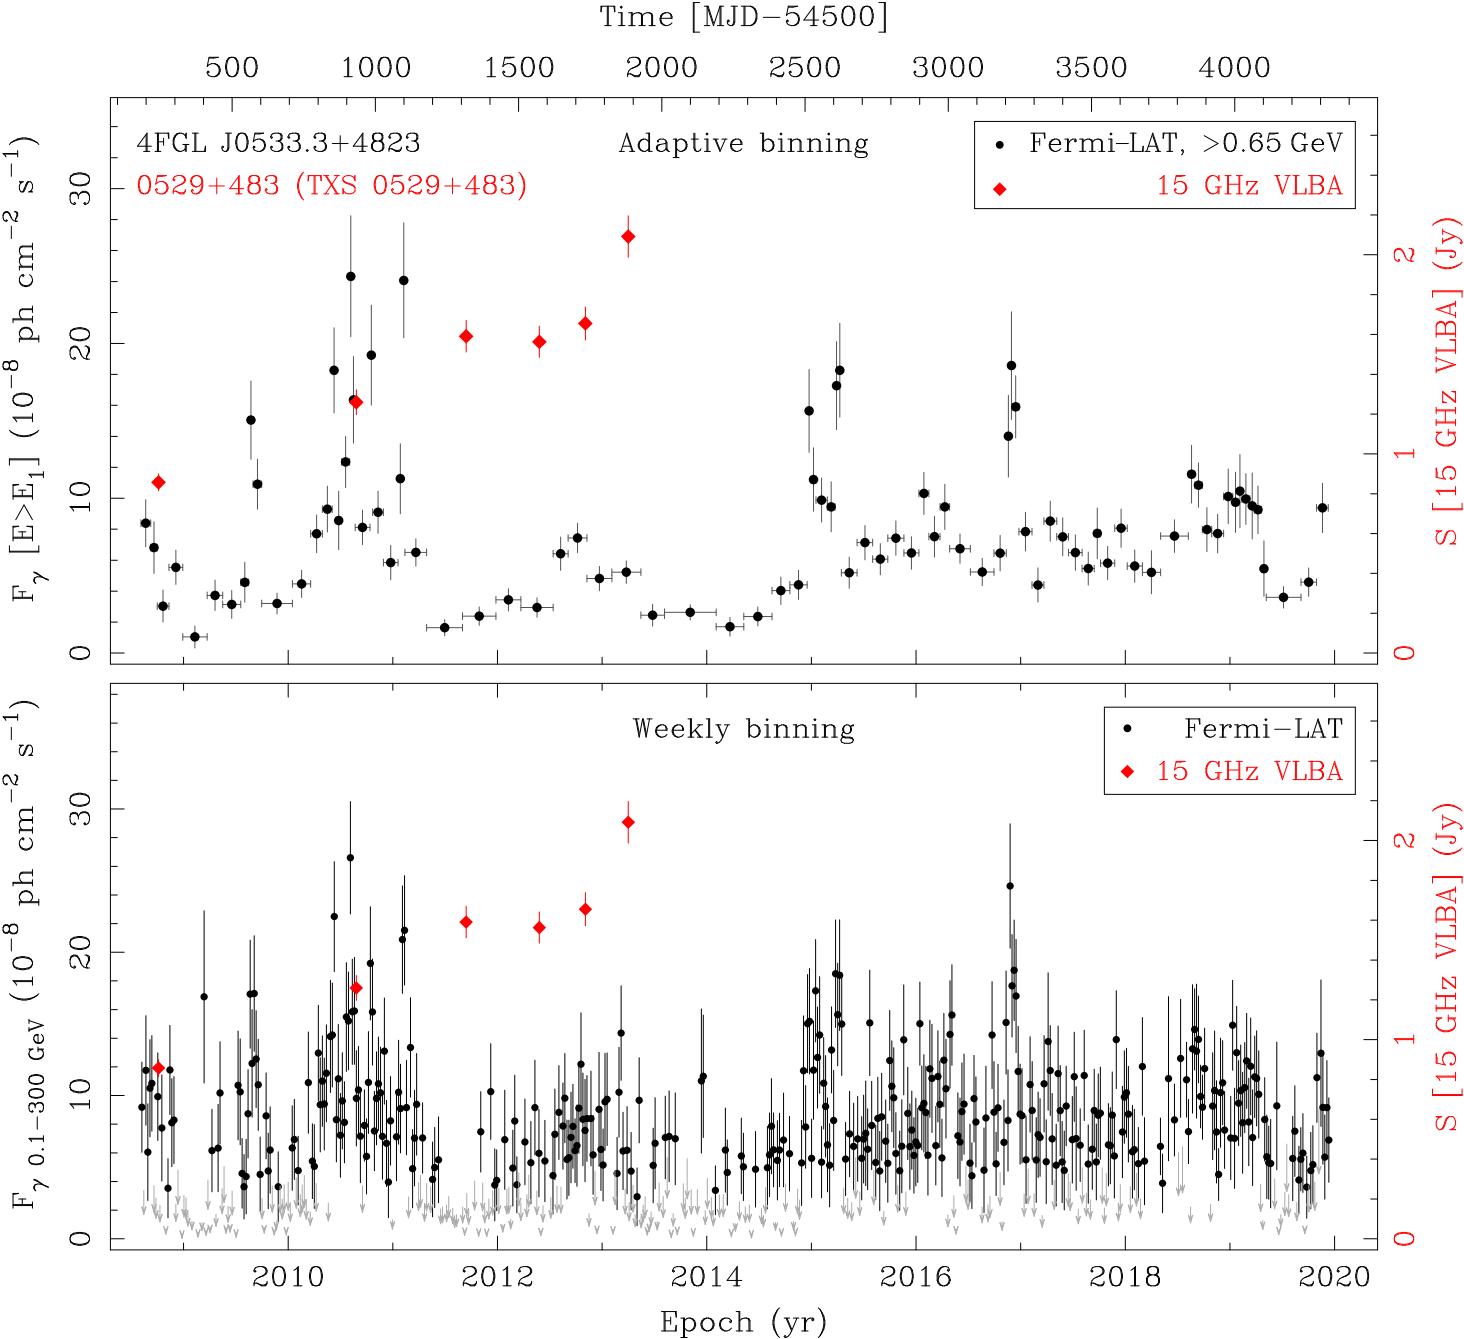 Time [MJD−54500]
500 1000 1500 2000 2500 3000 3500 4000
4FGL J0533.3+4823
0529+483 (TXS 0529+483)
Adaptive binning
Fermi−LAT, >0.65 GeV
15 GHz VLBA
F_γ [E>E_1] (10^−8 ph cm^−2 s^−1)
30
20
10
0
S [15 GHz VLBA] (Jy)
2
1
0
Weekly binning
Fermi−LAT
15 GHz VLBA
F_γ 0.1−300 GeV (10^−8 ph cm^−2 s^−1)
30
20
10
0
S [15 GHz VLBA] (Jy)
2
1
0
2010 2012 2014 2016 2018 2020
Epoch (yr)